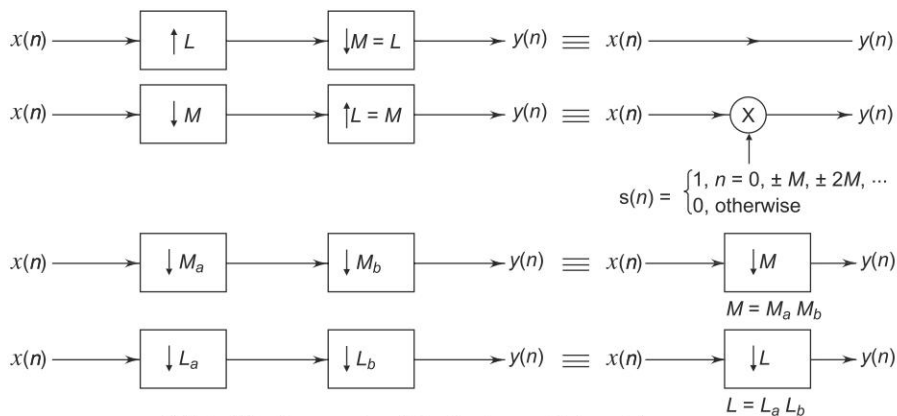 x(n) ↑ L ↓ M = L y(n) ≡ x(n) y(n)
x(n) ↓ M ↑ L = M y(n) ≡ x(n) X y(n)
s(n) = { 1, n = 0, ± M, ± 2M, ···
0, otherwise
x(n) ↓ Ma ↓ Mb y(n) ≡ x(n) ↓ M y(n)
M = Ma Mb
x(n) ↓ La ↓ Lb y(n) ≡ x(n) ↓ L y(n)
L = La Lb